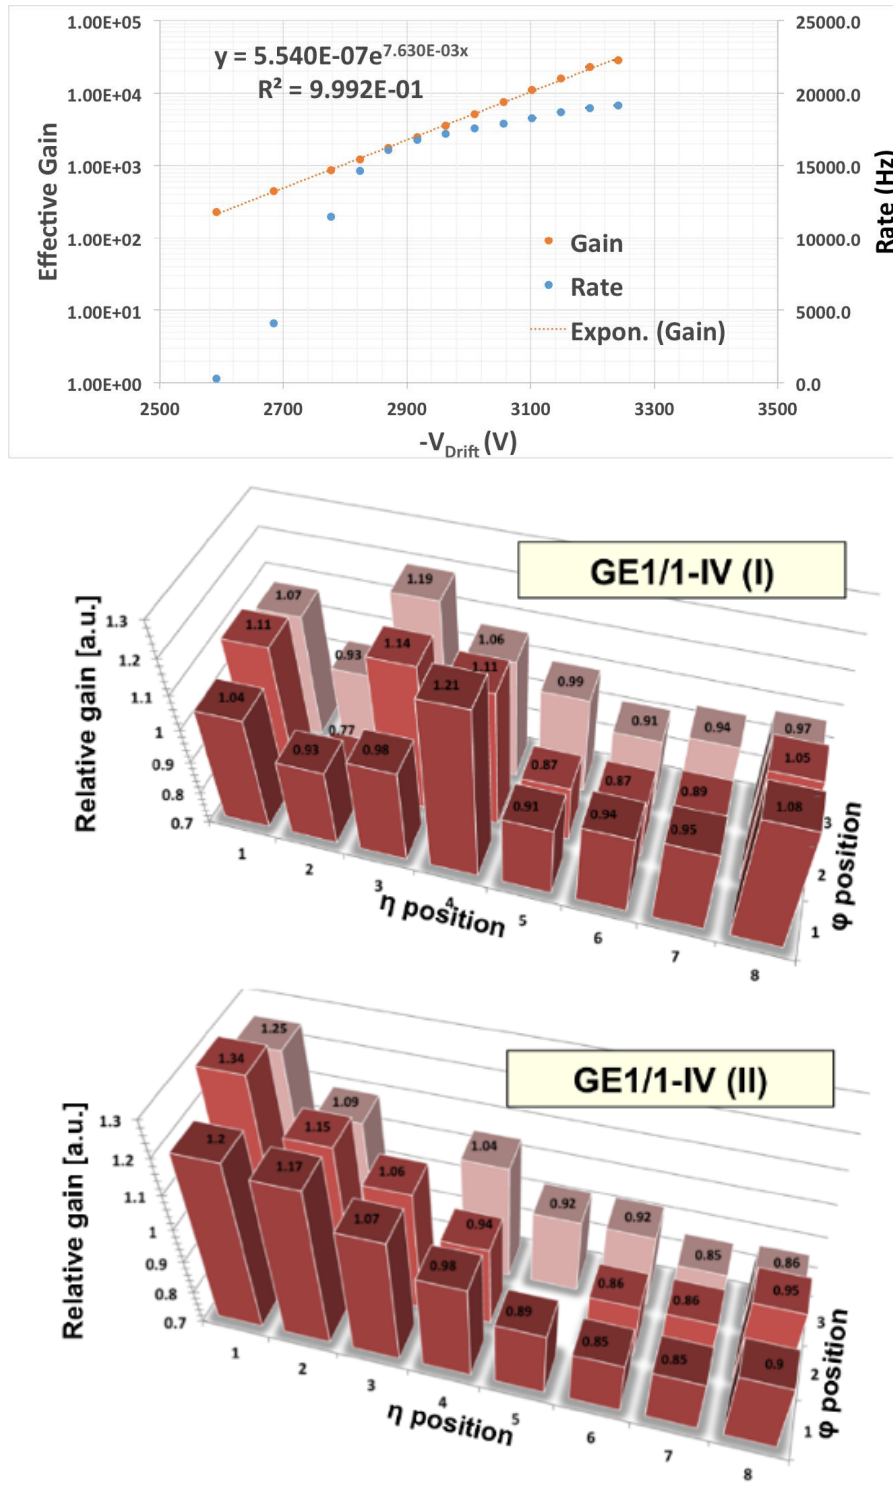 1.00E+05
25000.0
y = 5.540E-07e^7.630E-03x
R² = 9.992E-01
1.00E+04
20000.0
1.00E+03
15000.0
Effective Gain
Rate (Hz)
1.00E+02
10000.0
Gain
Rate
1.00E+01
5000.0
Expon. (Gain)
1.00E+00
0.0
2500 2700 2900 3100 3300 3500
-V_Drift (V)
GE1/1-IV (I)
Relative gain [a.u.]
1.3
1.2
1.1
1
0.9
0.8
0.7
1.07 0.93 1.19 1.06 0.99 0.91 0.94 0.97
1.11 0.77 1.14 1.11 0.87 0.87 0.89 1.05
1.04 0.93 0.98 1.21 0.91 0.94 0.95 1.08
1 2 3 4 5 6 7 8
η position
3
2
1
φ position
GE1/1-IV (II)
Relative gain [a.u.]
1.3
1.2
1.1
1
0.9
0.8
0.7
1.25 1.09 1.04 0.92 0.92 0.85 0.86
1.34 1.15 1.06 0.94 0.86 0.86 0.95
1.2 1.17 1.07 0.98 0.89 0.85 0.85 0.9
1 2 3 4 5 6 7 8
η position
3
2
1
φ position